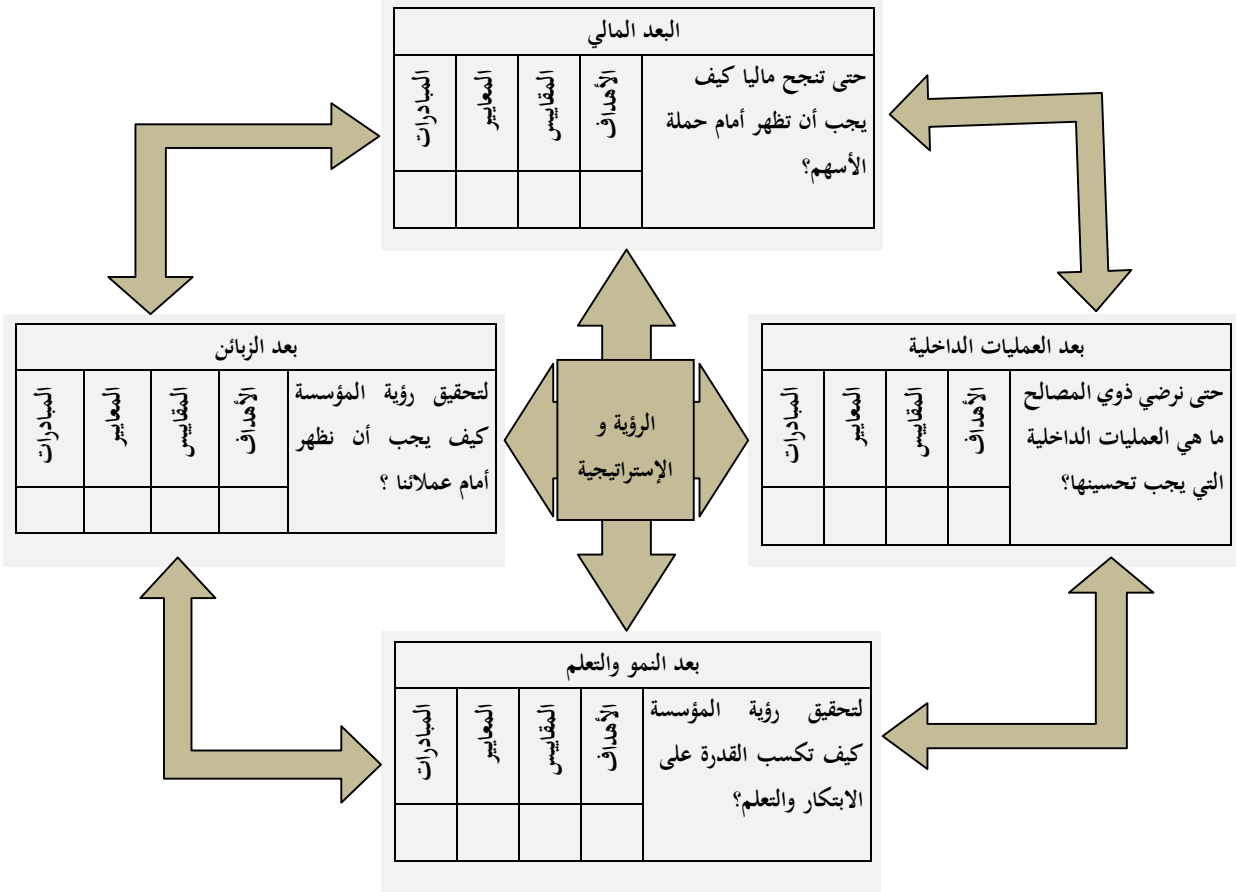 البعد المالي
حتى تنجح ماليا كيف
يجب أن تظهر أمام حملة
الأسهم؟
الأهداف
المقاييس
المعايير
المبادرات
بعد العمليات الداخلية
حتى نرضي ذوي المصالح
ما هي العمليات الداخلية
التي يجب تحسينها؟
الأهداف
المقاييس
المعايير
المبادرات
الرؤية و
الإستراتيجية
بعد الزبائن
لتحقيق رؤية المؤسسة
كيف يجب أن نظهر
أمام عملائنا ؟
الأهداف
المقاييس
المعايير
المبادرات
بعد النمو والتعلم
لتحقيق رؤية المؤسسة
كيف تكسب القدرة على
الابتكار والتعلم؟
الأهداف
المقاييس
المعايير
المبادرات